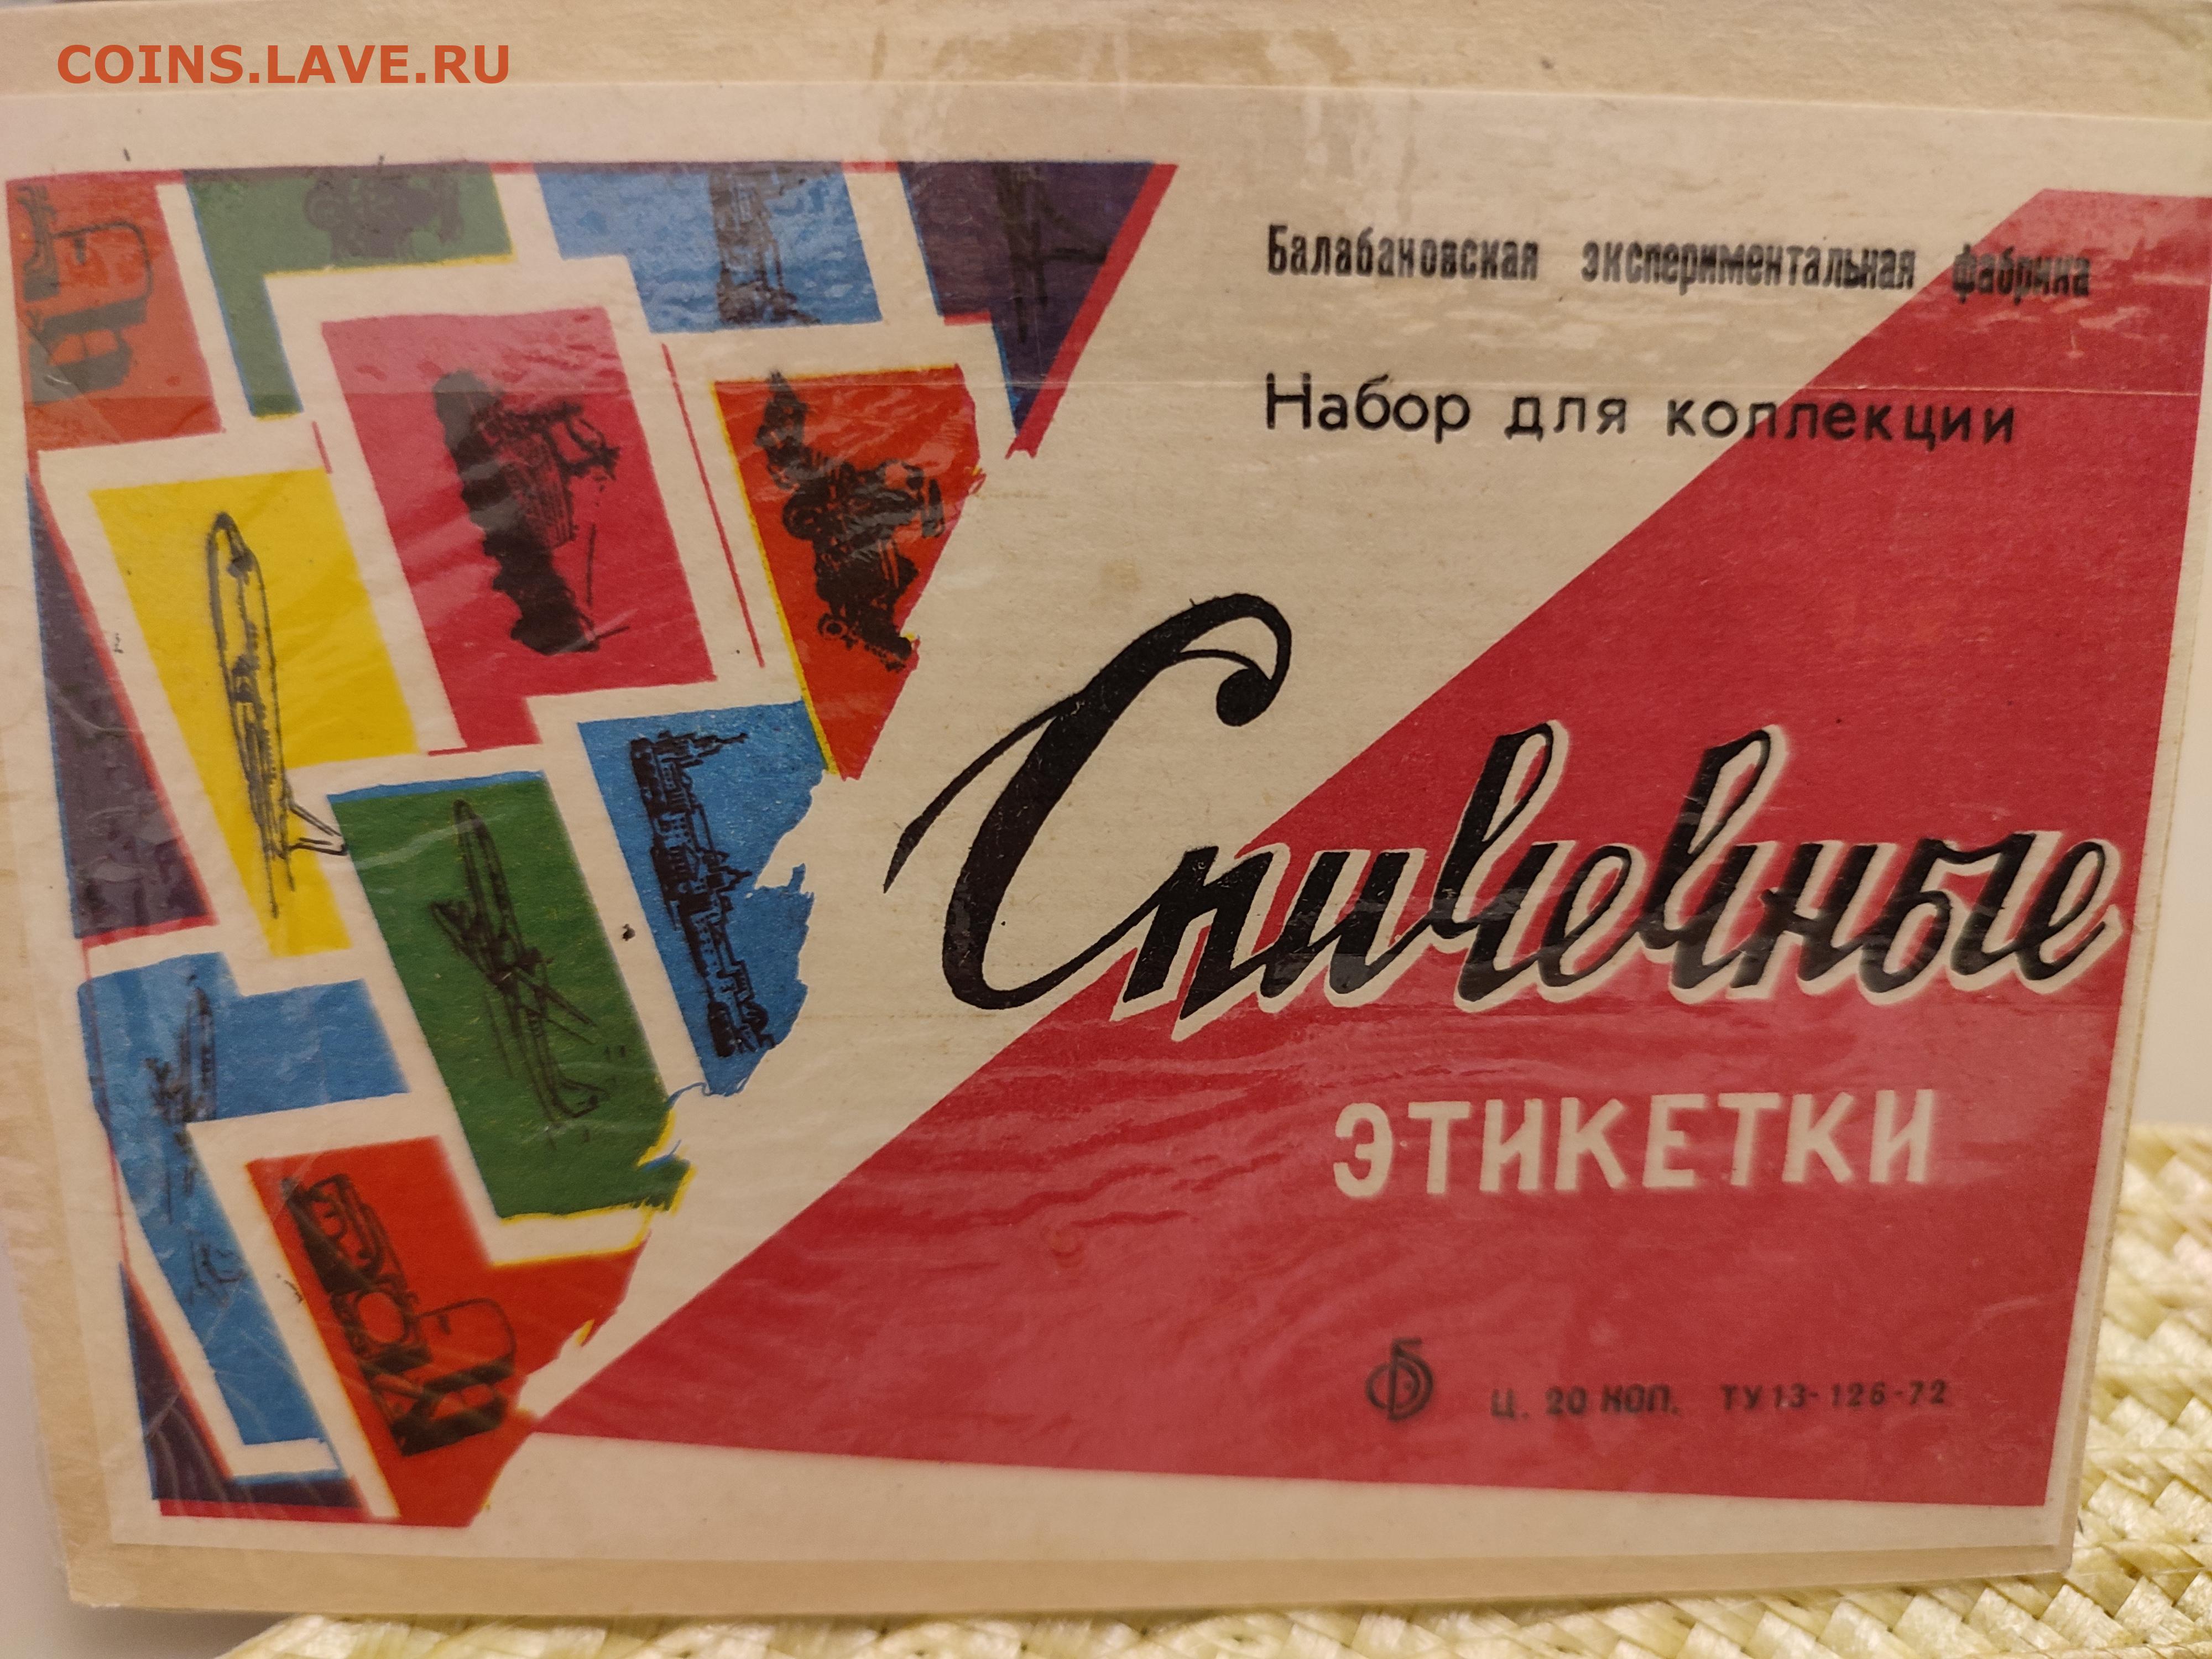 COINS.LAVE.RU
Балабановская экспериментальная фабрика
Набор для коллекции
Спичечные
ЭТИКЕТКИ
Ц. 20 КОП. ТУ 13-126-72